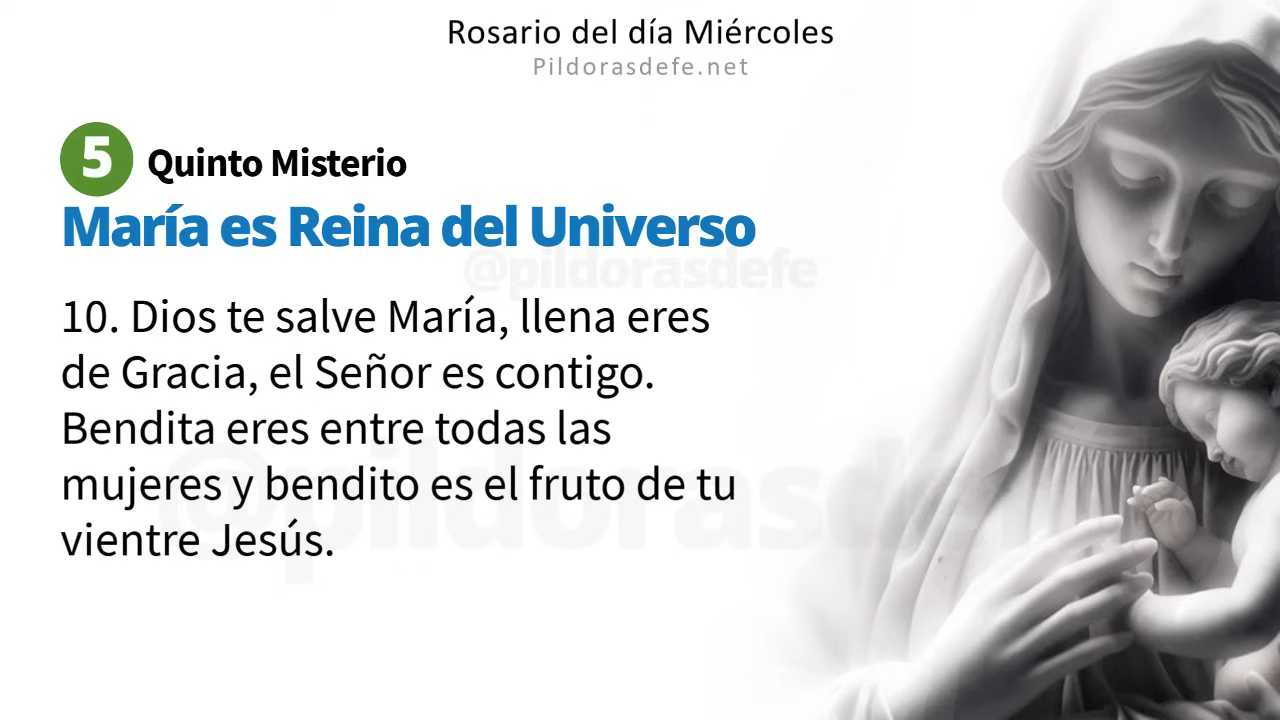 Rosario del día Miércoles
Pildorasdefe.net
5 Quinto Misterio
María es Reina del Universo
@pildorasdefe
10. Dios te salve María, llena eres
de Gracia, el Señor es contigo.
Bendita eres entre todas las
mujeres y bendito es el fruto de tu
vientre Jesús.
@pildorasde